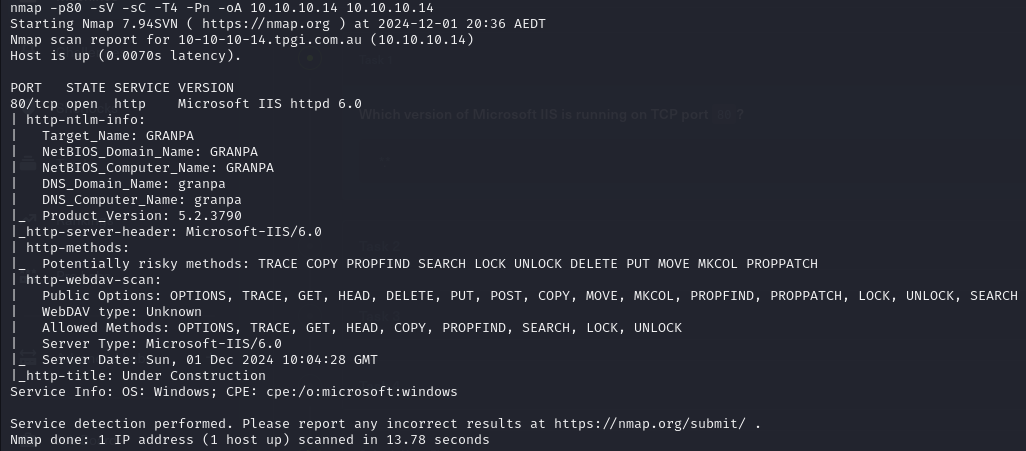 nmap -p80 -sV -sC -T4 -Pn -oA 10.10.10.14 10.10.10.14
Starting Nmap 7.94SVN ( https://nmap.org ) at 2024-12-01 20:36 AEDT
Nmap scan report for 10-10-10-14.tpgi.com.au (10.10.10.14)
Host is up (0.0070s latency).
PORT   STATE SERVICE VERSION
80/tcp open  http    Microsoft IIS httpd 6.0
Which version of Microsoft IIS is running on TCP port 80 ?
| http-ntlm-info:
|   Target_Name: GRANPA
|   NetBIOS_Domain_Name: GRANPA
|   NetBIOS_Computer_Name: GRANPA
|   DNS_Domain_Name: granpa
|   DNS_Computer_Name: granpa
|_  Product_Version: 5.2.3790
|_http-server-header: Microsoft-IIS/6.0
| http-methods:
|_  Potentially risky methods: TRACE COPY PROPFIND SEARCH LOCK UNLOCK DELETE PUT MOVE MKCOL PROPPATCH
| http-webdav-scan:
|   Public Options: OPTIONS, TRACE, GET, HEAD, DELETE, PUT, POST, COPY, MOVE, MKCOL, PROPFIND, PROPPATCH, LOCK, UNLOCK, SEARCH
|   WebDAV type: Unknown
|   Allowed Methods: OPTIONS, TRACE, GET, HEAD, COPY, PROPFIND, SEARCH, LOCK, UNLOCK
|   Server Type: Microsoft-IIS/6.0
|_  Server Date: Sun, 01 Dec 2024 10:04:28 GMT
|_http-title: Under Construction
Service Info: OS: Windows; CPE: cpe:/o:microsoft:windows
Service detection performed. Please report any incorrect results at https://nmap.org/submit/ .
Nmap done: 1 IP address (1 host up) scanned in 13.78 seconds